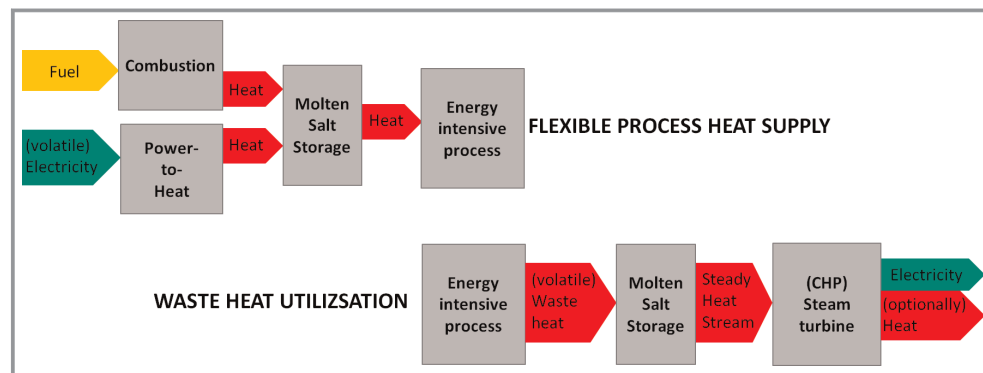 Fuel
Combustion
Heat
(volatile)
Electricity
Power-
to-
Heat
Heat
Molten
Salt
Storage
Heat
Energy
intensive
process
FLEXIBLE PROCESS HEAT SUPPLY
WASTE HEAT UTILIZSATION
Energy
intensive
process
(volatile)
Waste
heat
Molten
Salt
Storage
Steady
Heat
Stream
(CHP)
Steam
turbine
Electricity
(optionally)
Heat